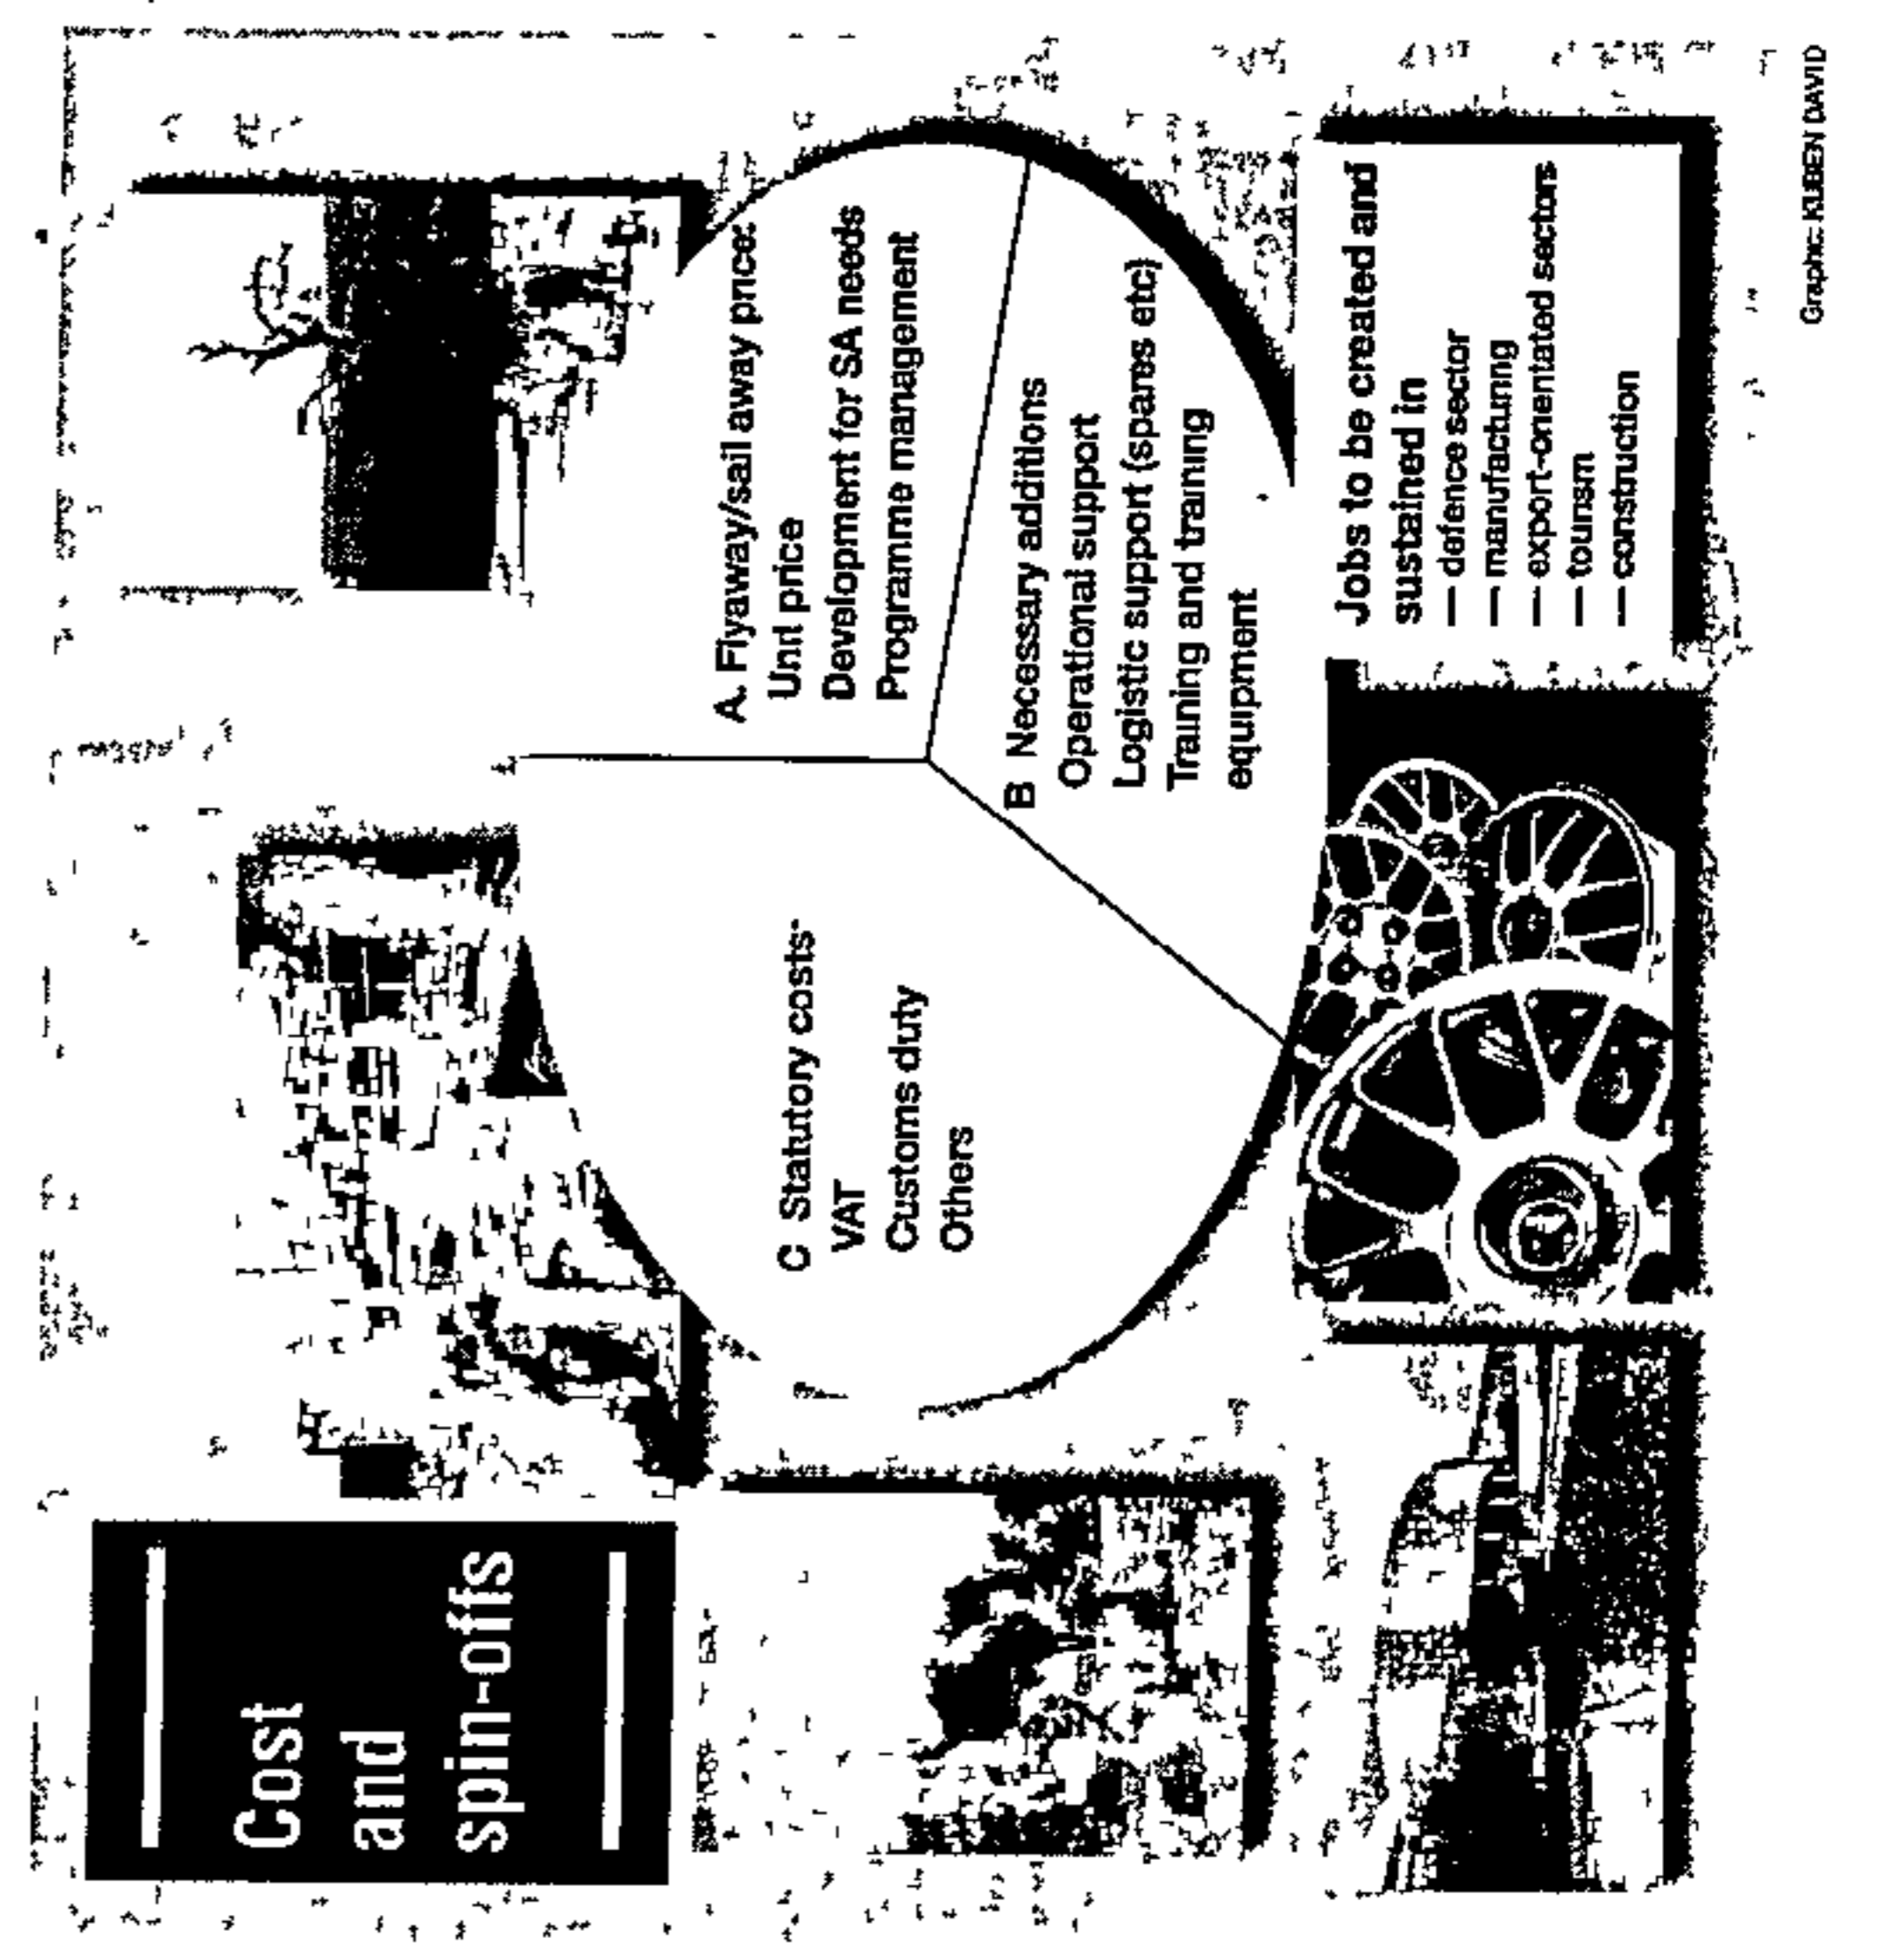 Cost
and
spin-offs
A. Flyaway/sail away price:
Unit price
Development for SA needs
Programme management
B Necessary additions
Operational support
Logistic support (spares etc)
Training and training
equipment
C Statutory costs
VAT
Customs duty
Others
Jobs to be created and
sustained in
— defence sector
— manufacturing
— export-orientated sectors
— tourism
— construction
Graphic: KUBEN DAVID